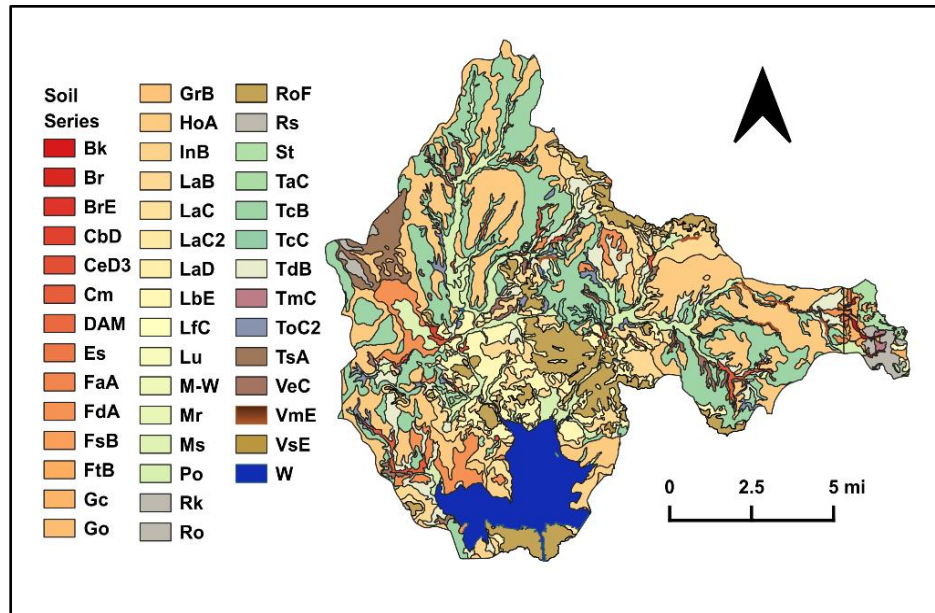 Soil
Series
Bk
Br
BrE
CbD
CeD3
Cm
DAM
Es
FaA
FdA
FsB
FtB
Gc
Go
GrB
HoA
InB
LaB
LaC
LaC2
LaD
LbE
LfC
Lu
M-W
Mr
Ms
Po
Rk
Ro
RoF
Rs
St
TaC
TcB
TcC
TdB
TmC
ToC2
TsA
VeC
VmE
VsE
W
0 2.5 5 mi